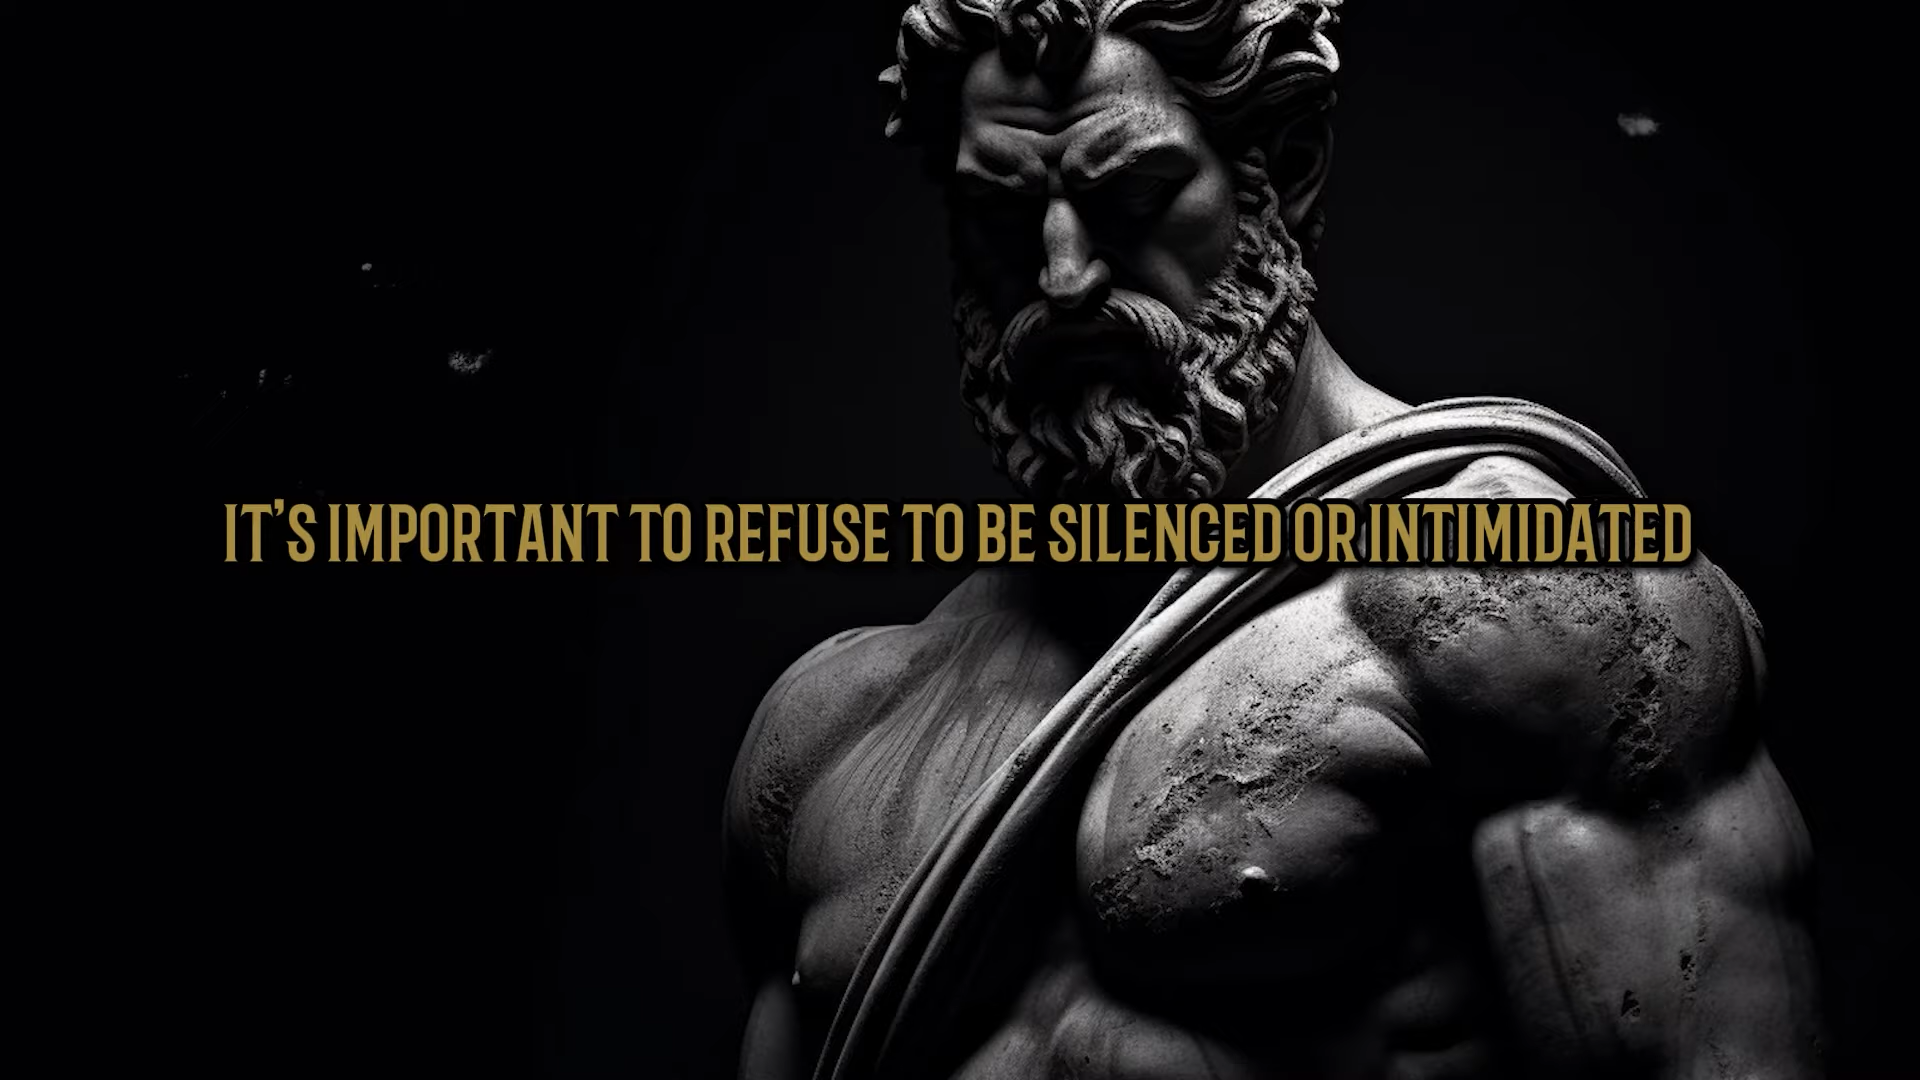 IT'S IMPORTANT TO REFUSE TO BE SILENCED OR INTIMIDATED